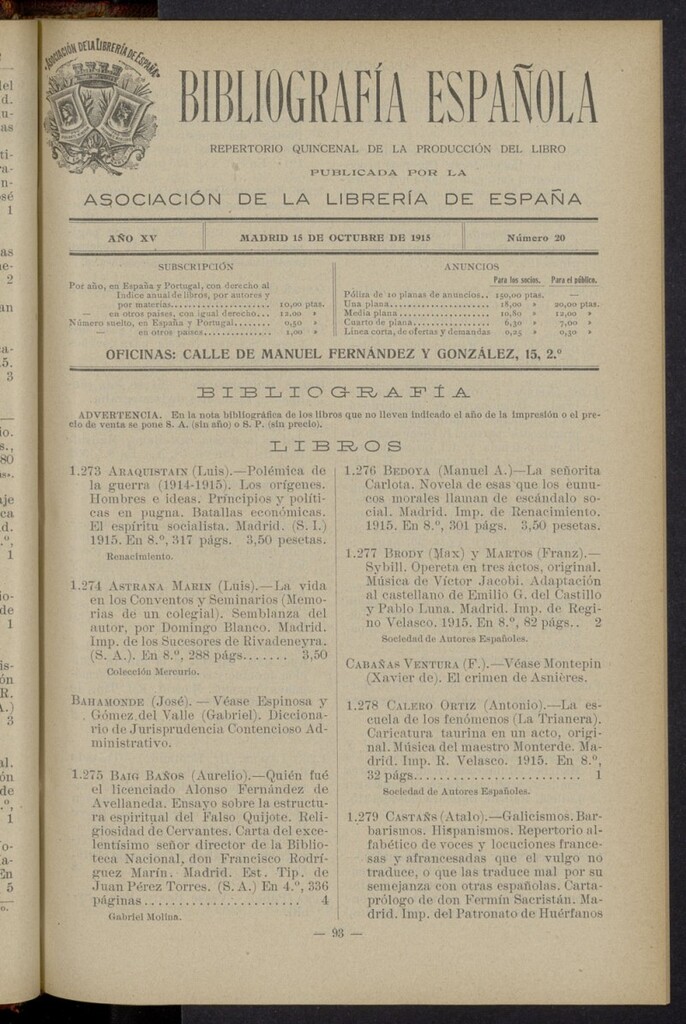 ASOCIACIÓN DE LA LIBRERÍA DE ESPAÑA
BIBLIOGRAFÍA ESPAÑOLA
REPERTORIO QUINCENAL DE LA PRODUCCIÓN DEL LIBRO
PUBLICADA POR LA
ASOCIACIÓN DE LA LIBRERÍA DE ESPAÑA
AÑO XV
MADRID 15 DE OCTUBRE DE 1915
Número 20
SUBSCRIPCIÓN
Por año, en España y Portugal, con derecho al
Indice anual de libros, por autores y
por materias........................ 10,00 ptas.
— en otros países, con igual derecho... 12,00 »
Número suelto, en España y Portugal........ 0,50 »
— en otros países................ 1,00 »
ANUNCIOS
Para los socios. Para el público.
Póliza de 10 planas de anuncios.. 150,00 ptas. —
Una plana.................... 18,00 » 20,00 ptas.
Media plana................. 10,80 » 12,00 »
Cuarto de plana............... 6,30 » 7,00 »
Línea corta, de ofertas y demandas 0,25 » 0,30 »
OFICINAS: CALLE DE MANUEL FERNÁNDEZ Y GONZÁLEZ, 15, 2.º
BIBLIOGRAFÍA
ADVERTENCIA. En la nota bibliográfica de los libros que no lleven indicado el año de la impresión o el pre-
cio de venta se pone S. A. (sin año) o S. P. (sin precio).
LIBROS
1.273 ARAQUISTAIN (Luis).—Polémica de
la guerra (1914-1915). Los orígenes.
Hombres e ideas. Principios y políti-
cas en pugna. Batallas económicas.
El espíritu socialista. Madrid. (S. I.)
1915. En 8.º, 317 págs. 3,50 pesetas.
Renacimiento.
1.274 ASTRANA MARIN (Luis).—La vida
en los Conventos y Seminarios (Memo-
rias de un colegial). Semblanza del
autor, por Domingo Blanco. Madrid.
Imp. de los Sucesores de Rivadeneyra.
(S. A.). En 8.º, 288 págs....... 3,50
Colección Mercurio.
BAHAMONDE (José). — Véase Espinosa y
Gómez del Valle (Gabriel). Dicciona-
rio de Jurisprudencia Contencioso Ad-
ministrativo.
1.275 BAIG BAÑOS (Aurelio).—Quién fué
el licenciado Alonso Fernández de
Avellaneda. Ensayo sobre la estructu-
ra espiritual del Falso Quijote. Reli-
giosidad de Cervantes. Carta del exce-
lentísimo señor director de la Biblio-
teca Nacional, don Francisco Rodrí-
guez Marín. Madrid. Est. Tip. de
Juan Pérez Torres. (S. A.) En 4.º, 336
páginas...................... 4
Gabriel Molina.
1.276 BEDOYA (Manuel A.)—La señorita
Carlota. Novela de esas que los eunu-
cos morales llaman de escándalo so-
cial. Madrid. Imp. de Renacimiento.
1915. En 8.º, 301 págs. 3,50 pesetas.
1.277 BRODY (Max) y MARTOS (Franz).—
Sybill. Opereta en tres actos, original.
Música de Víctor Jacobi. Adaptación
al castellano de Emilio G. del Castillo
y Pablo Luna. Madrid. Imp. de Regi-
no Velasco. 1915. En 8.º, 82 págs.. 2
Sociedad de Autores Españoles.
CABAÑAS VENTURA (F.).—Véase Montepin
(Xavier de). El crimen de Asnières.
1.278 CALERO ORTIZ (Antonio).—La es-
cuela de los fenómenos (La Trianera).
Caricatura taurina en un acto, origi-
nal. Música del maestro Monterde. Ma-
drid. Imp. R. Velasco. 1915. En 8.º,
32 págs........................ 1
Sociedad de Autores Españoles.
1.279 CASTAÑS (Atalo).—Galicismos. Bar-
barismos. Hispanismos. Repertorio al-
fabético de voces y locuciones france-
sas y afrancesadas que el vulgo no
traduce, o que las traduce mal por su
semejanza con otras españolas. Carta-
prólogo de don Fermín Sacristán. Ma-
drid. Imp. del Patronato de Huérfanos
— 93 —